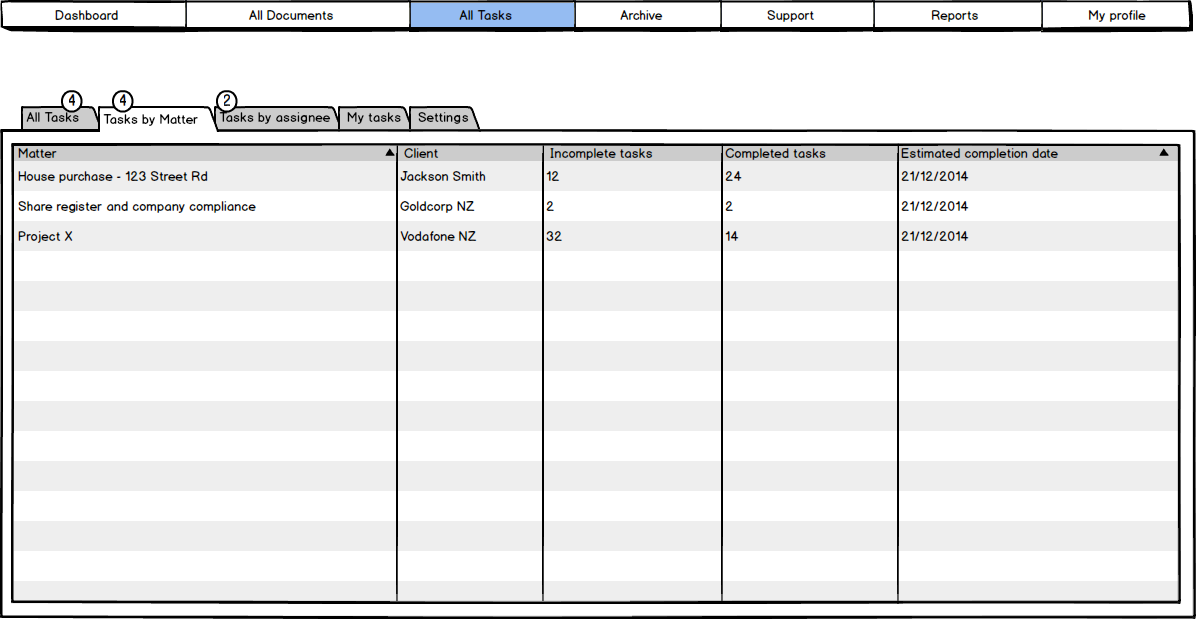 Dashboard All Documents All Tasks Archive Support Reports My profile
4 4 2
All Tasks Tasks by Matter Tasks by assignee My tasks Settings
Matter Client Incomplete tasks Completed tasks Estimated completion date
House purchase - 123 Street Rd Jackson Smith 12 24 21/12/2014
Share register and company compliance Goldcorp NZ 2 2 21/12/2014
Project X Vodafone NZ 32 14 21/12/2014